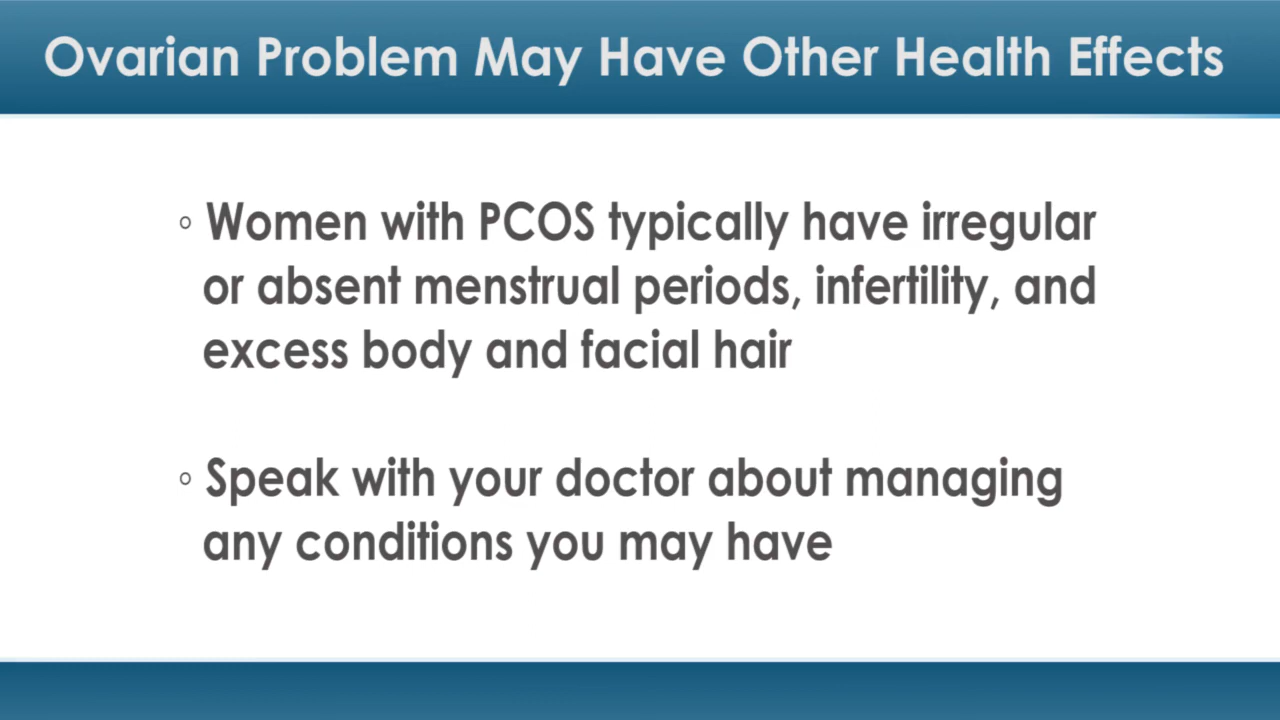 Ovarian Problem May Have Other Health Effects
◦ Women with PCOS typically have irregular
or absent menstrual periods, infertility, and
excess body and facial hair
◦ Speak with your doctor about managing
any conditions you may have